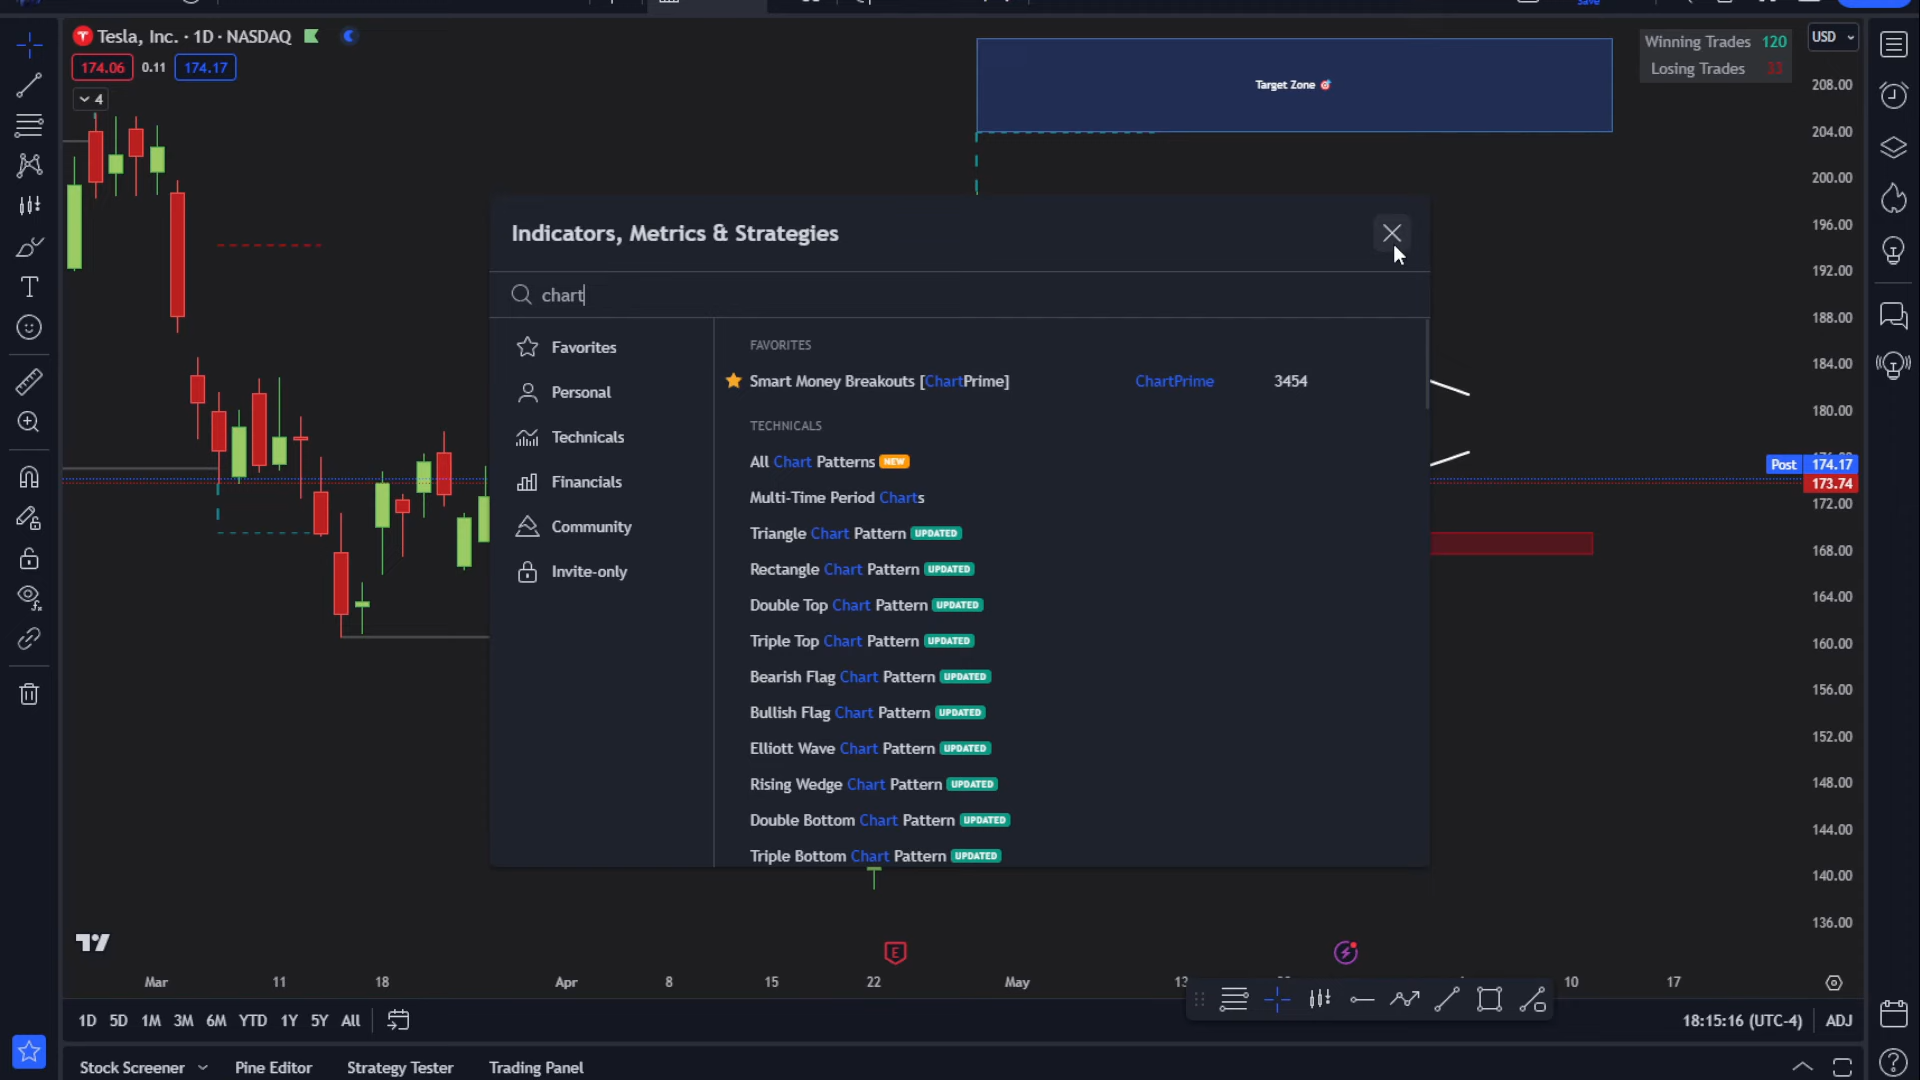 Tesla, Inc. · 1D · NASDAQ
174.06 0.11 174.17
4
Target Zone 🎯
Winning Trades 120
Losing Trades 33
USD
208.00
204.00
200.00
196.00
192.00
188.00
184.00
180.00
Post 174.17
173.74
172.00
168.00
164.00
160.00
156.00
152.00
148.00
144.00
140.00
136.00
Indicators, Metrics & Strategies
chart
Favorites
Personal
Technicals
Financials
Community
Invite-only
FAVORITES
Smart Money Breakouts [ChartPrime] ChartPrime 3454
TECHNICALS
All Chart Patterns NEW
Multi-Time Period Charts
Triangle Chart Pattern UPDATED
Rectangle Chart Pattern UPDATED
Double Top Chart Pattern UPDATED
Triple Top Chart Pattern UPDATED
Bearish Flag Chart Pattern UPDATED
Bullish Flag Chart Pattern UPDATED
Elliott Wave Chart Pattern UPDATED
Rising Wedge Chart Pattern UPDATED
Double Bottom Chart Pattern UPDATED
Triple Bottom Chart Pattern UPDATED
E
Mar 11 18 Apr 8 15 22 May 13 10 17
1D 5D 1M 3M 6M YTD 1Y 5Y All
18:15:16 (UTC-4) ADJ
Stock Screener Pine Editor Strategy Tester Trading Panel